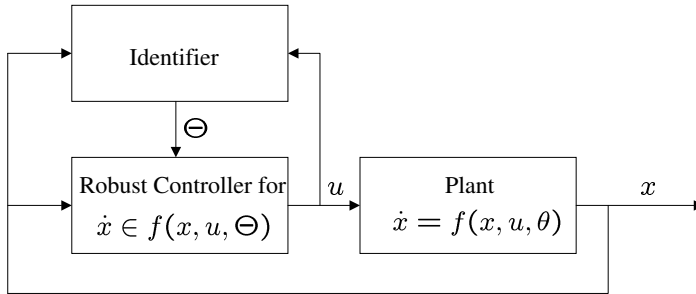 Identifier
Θ
Robust Controller for
ẋ ∈ f(x, u, Θ)
u
Plant
ẋ = f(x, u, θ)
x